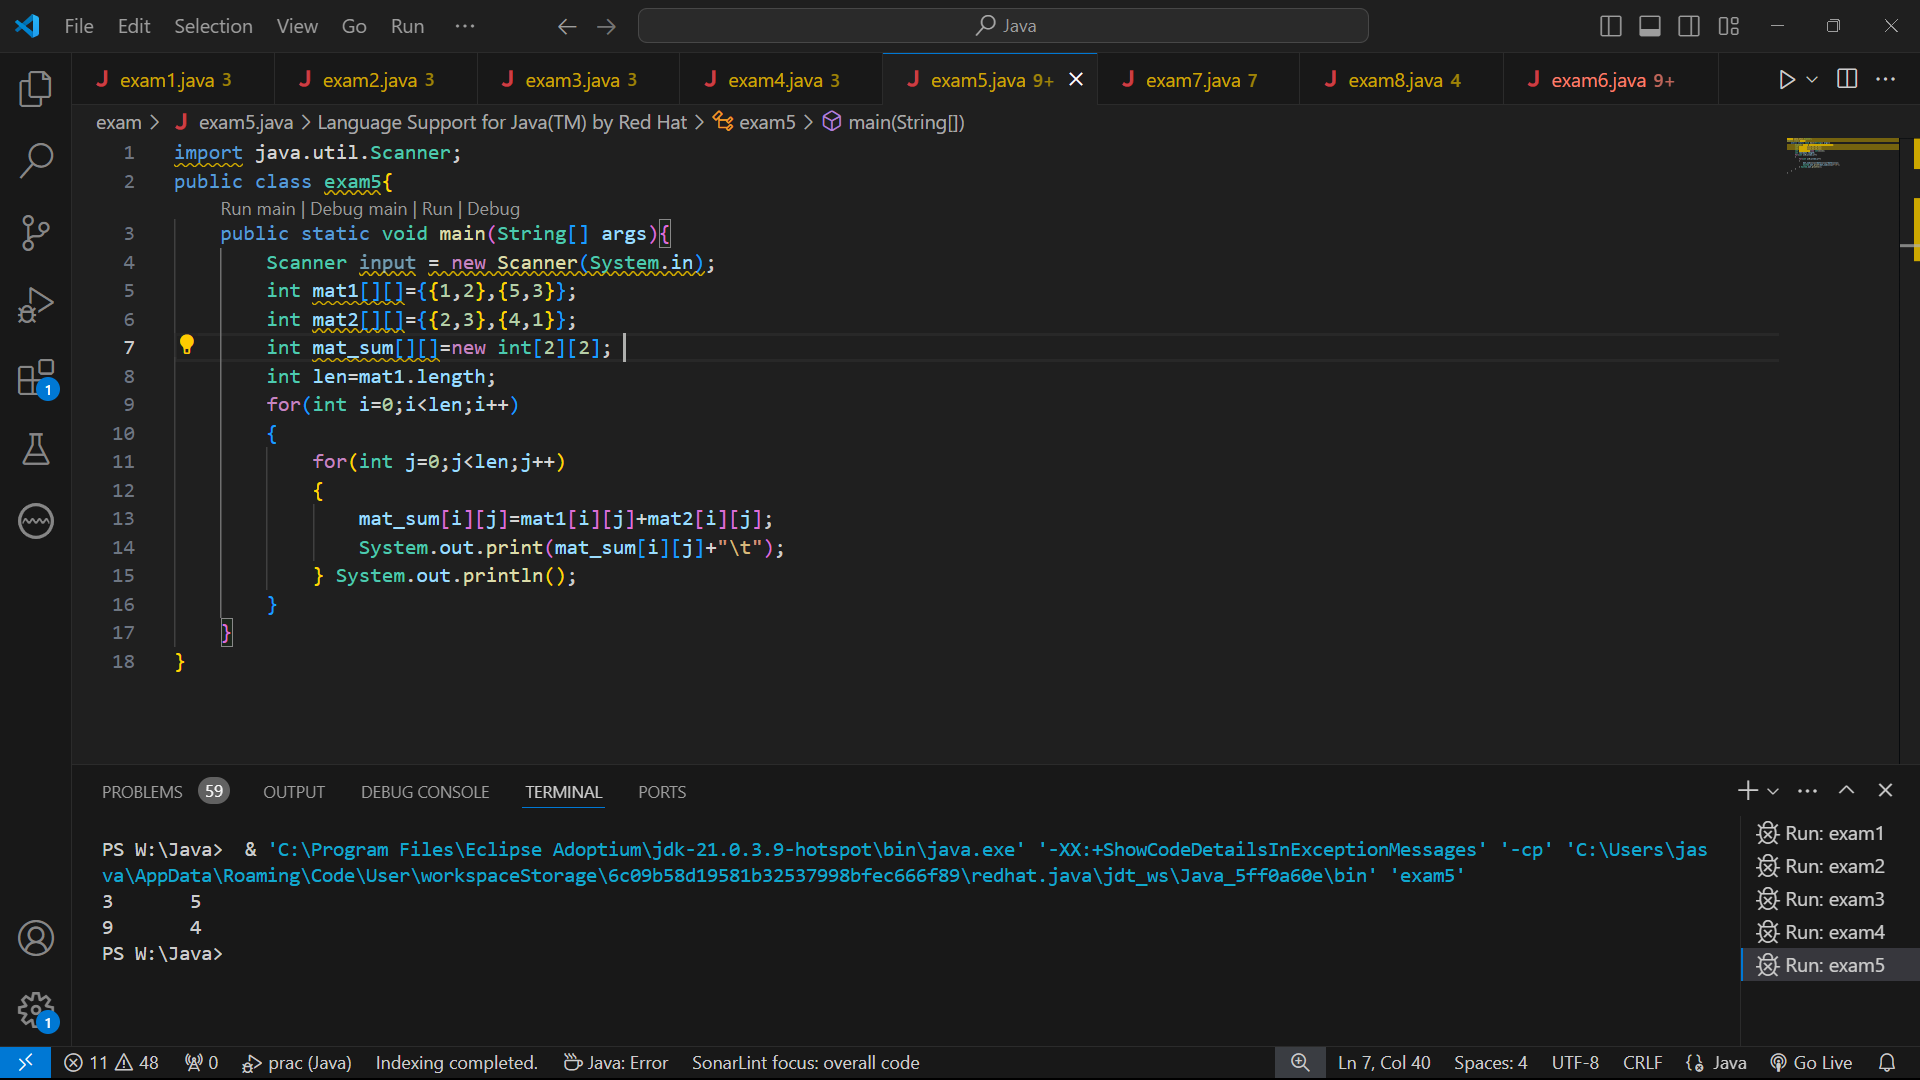 File Edit Selection View Go Run ··· Java
J exam1.java 3 J exam2.java 3 J exam3.java 3 J exam4.java 3 J exam5.java 9+ J exam7.java 7 J exam8.java 4 J exam6.java 9+
exam > J exam5.java > Language Support for Java(TM) by Red Hat > exam5 > main(String[])
1 import java.util.Scanner;
2 public class exam5{
Run main | Debug main | Run | Debug
3 public static void main(String[] args){
4 Scanner input = new Scanner(System.in);
5 int mat1[][]={{1,2},{5,3}};
6 int mat2[][]={{2,3},{4,1}};
7 int mat_sum[][]=new int[2][2];
8 int len=mat1.length;
9 for(int i=0;i<len;i++)
10 {
11 for(int j=0;j<len;j++)
12 {
13 mat_sum[i][j]=mat1[i][j]+mat2[i][j];
14 System.out.print(mat_sum[i][j]+"\t");
15 } System.out.println();
16 }
17 }
18 }
1
PROBLEMS 59 OUTPUT DEBUG CONSOLE TERMINAL PORTS
PS W:\Java> & 'C:\Program Files\Eclipse Adoptium\jdk-21.0.3.9-hotspot\bin\java.exe' '-XX:+ShowCodeDetailsInExceptionMessages' '-cp' 'C:\Users\jas
va\AppData\Roaming\Code\User\workspaceStorage\6c09b58d19581b32537998bfec666f89\redhat.java\jdt_ws\Java_5ff0a60e\bin' 'exam5'
3 5
9 4
PS W:\Java>
Run: exam1
Run: exam2
Run: exam3
Run: exam4
Run: exam5
1
11 48 0 prac (Java) Indexing completed. Java: Error SonarLint focus: overall code Ln 7, Col 40 Spaces: 4 UTF-8 CRLF Java Go Live